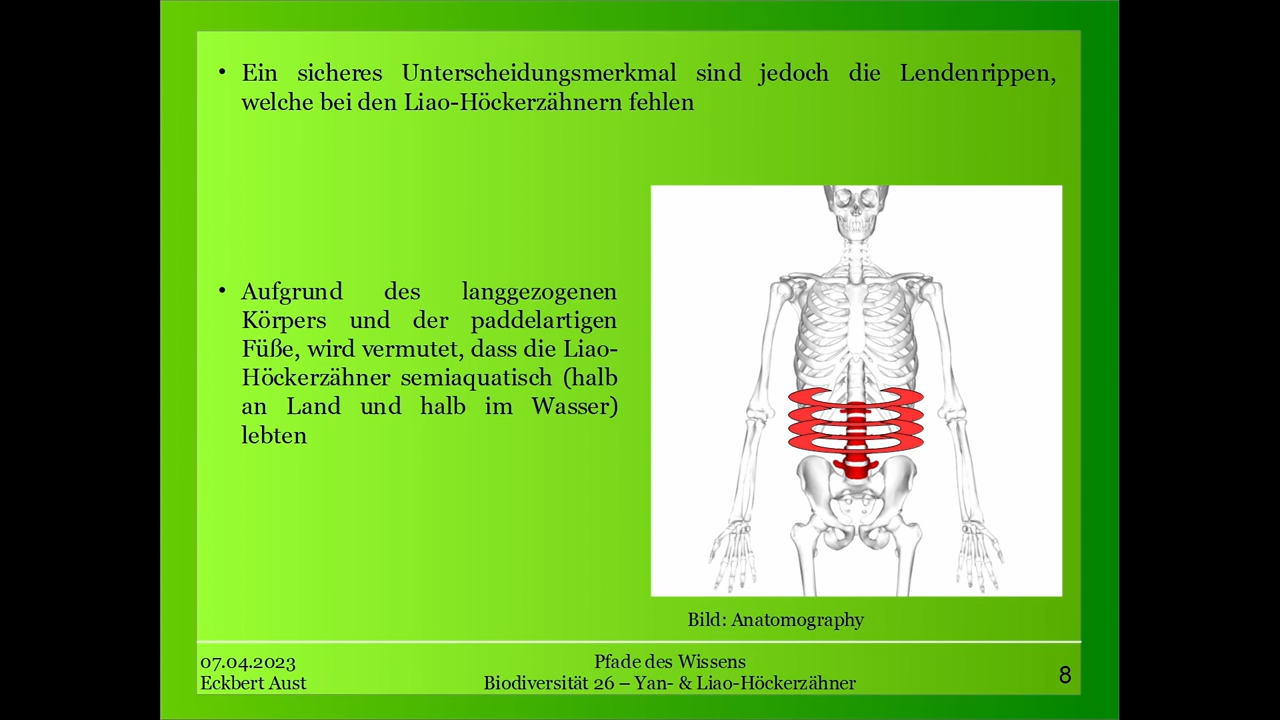 • Ein sicheres Unterscheidungsmerkmal sind jedoch die Lendenrippen,
welche bei den Liao-Höckerzähnern fehlen
• Aufgrund des langgezogenen
Körpers und der paddelartigen
Füße, wird vermutet, dass die Liao-
Höckerzähner semiaquatisch (halb
an Land und halb im Wasser)
lebten
Bild: Anatomography
07.04.2023
Eckbert Aust
Pfade des Wissens
Biodiversität 26 – Yan- & Liao-Höckerzähner
8